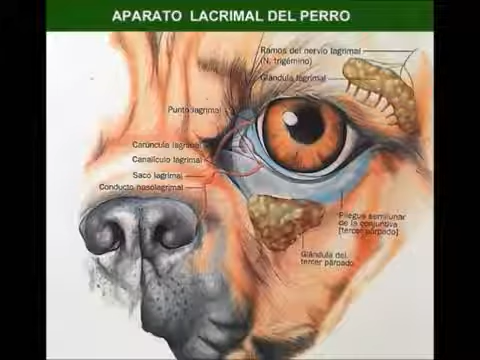 APARATO LACRIMAL DEL PERRO
Ramos del nervio lagrimal
(N. trigémino)
Glándula lagrimal
Punto lagrimal
Carúncula lagrimal
Canalículo lagrimal
Saco lagrimal
Conducto nasolagrimal
Pliegue semilunar
de la conjuntiva
[tercer párpado]
Glándula del
tercer párpado